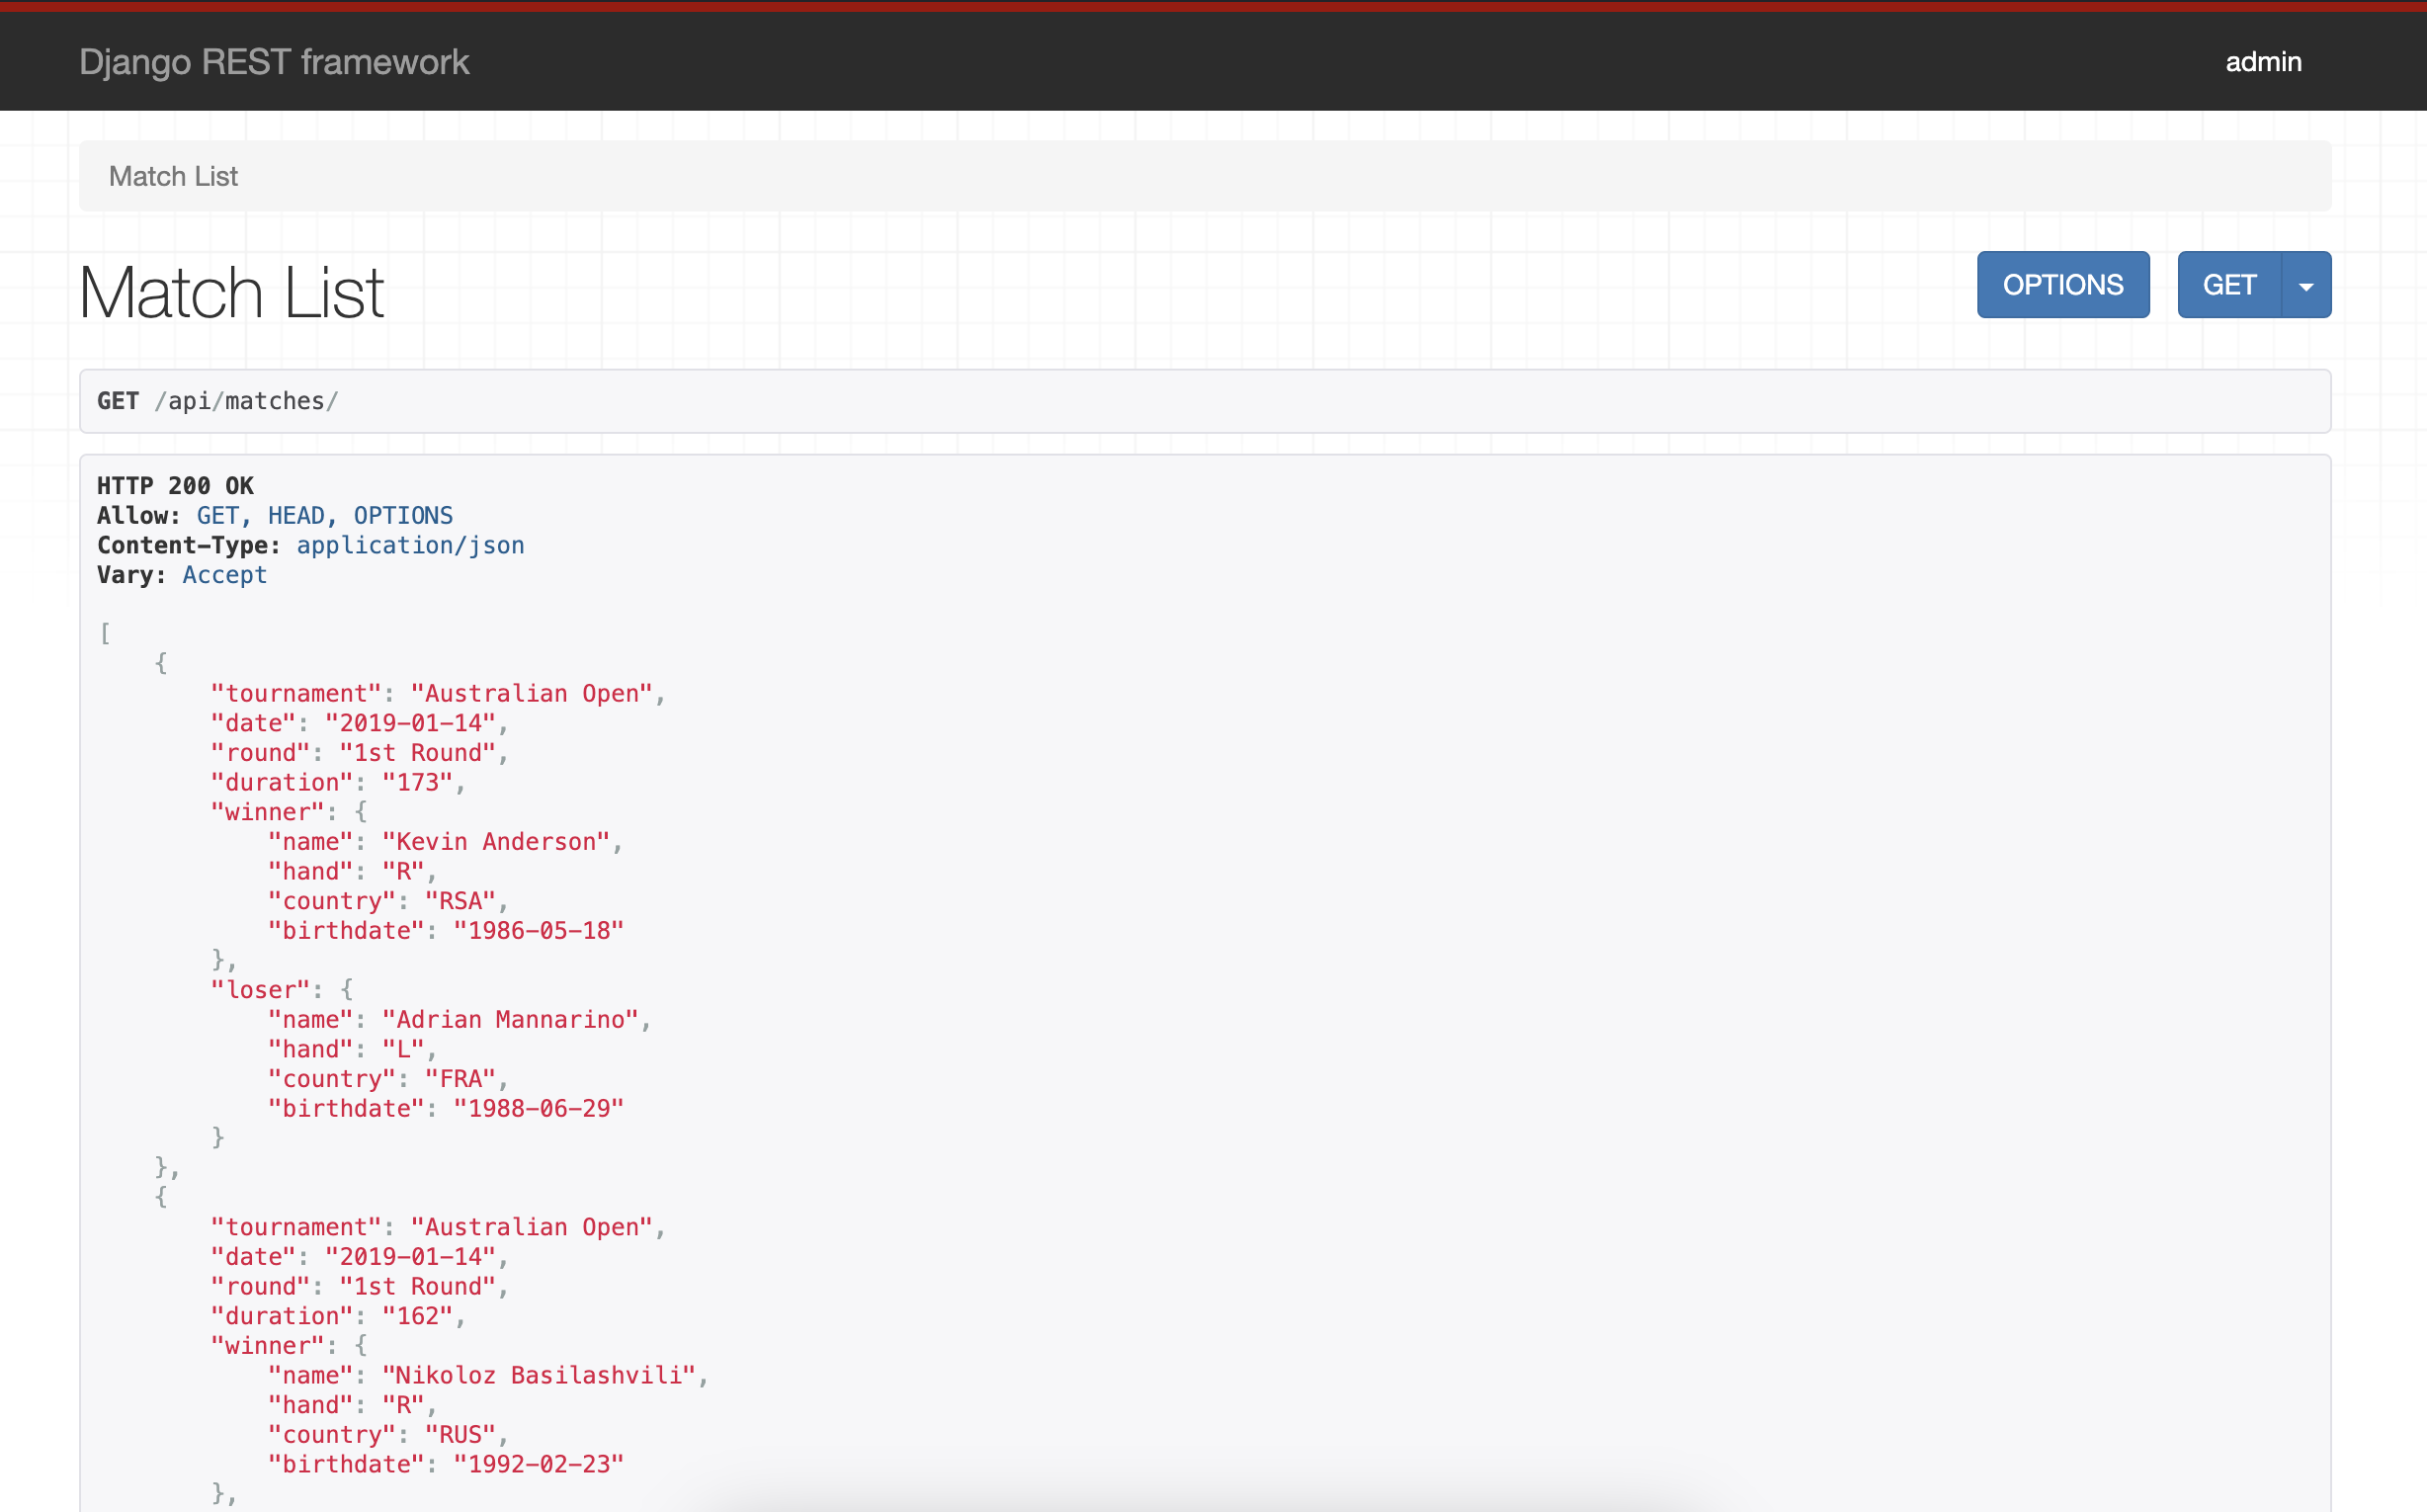 Django REST framework
admin
Match List
Match List
OPTIONS
GET
GET /api/matches/
HTTP 200 OK
Allow: GET, HEAD, OPTIONS
Content-Type: application/json
Vary: Accept
[
    {
        "tournament": "Australian Open",
        "date": "2019-01-14",
        "round": "1st Round",
        "duration": "173",
        "winner": {
            "name": "Kevin Anderson",
            "hand": "R",
            "country": "RSA",
            "birthdate": "1986-05-18"
        },
        "loser": {
            "name": "Adrian Mannarino",
            "hand": "L",
            "country": "FRA",
            "birthdate": "1988-06-29"
        }
    },
    {
        "tournament": "Australian Open",
        "date": "2019-01-14",
        "round": "1st Round",
        "duration": "162",
        "winner": {
            "name": "Nikoloz Basilashvili",
            "hand": "R",
            "country": "RUS",
            "birthdate": "1992-02-23"
        },